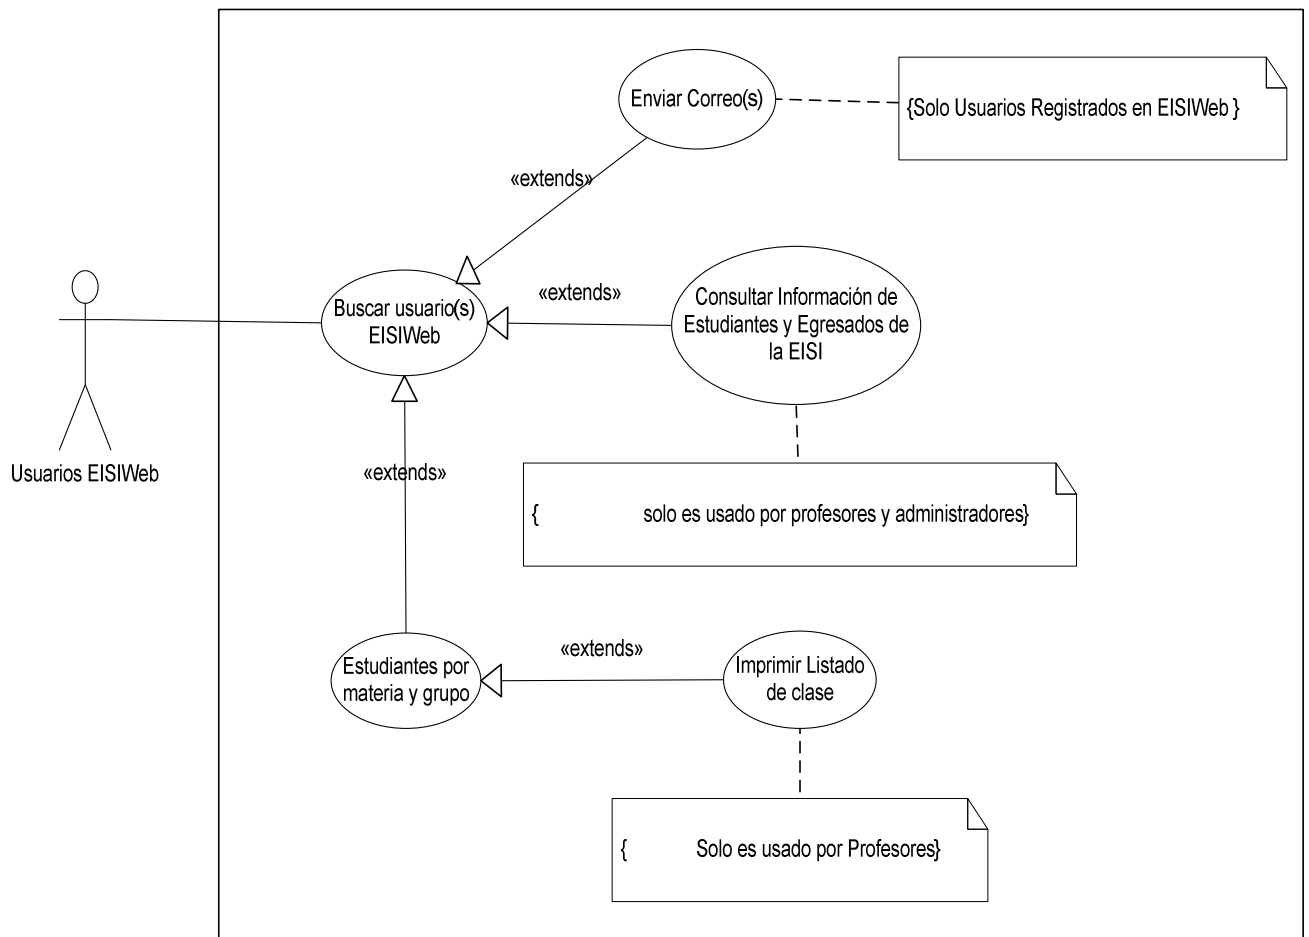 Enviar Correo(s)
{Solo Usuarios Registrados en EISIWeb }
«extends»
«extends»
Consultar Información de
Estudiantes y Egresados de
la EISI
Buscar usuario(s)
EISIWeb
Usuarios EISIWeb
«extends»
{ solo es usado por profesores y administradores}
Estudiantes por
materia y grupo
«extends»
Imprimir Listado
de clase
{ Solo es usado por Profesores}